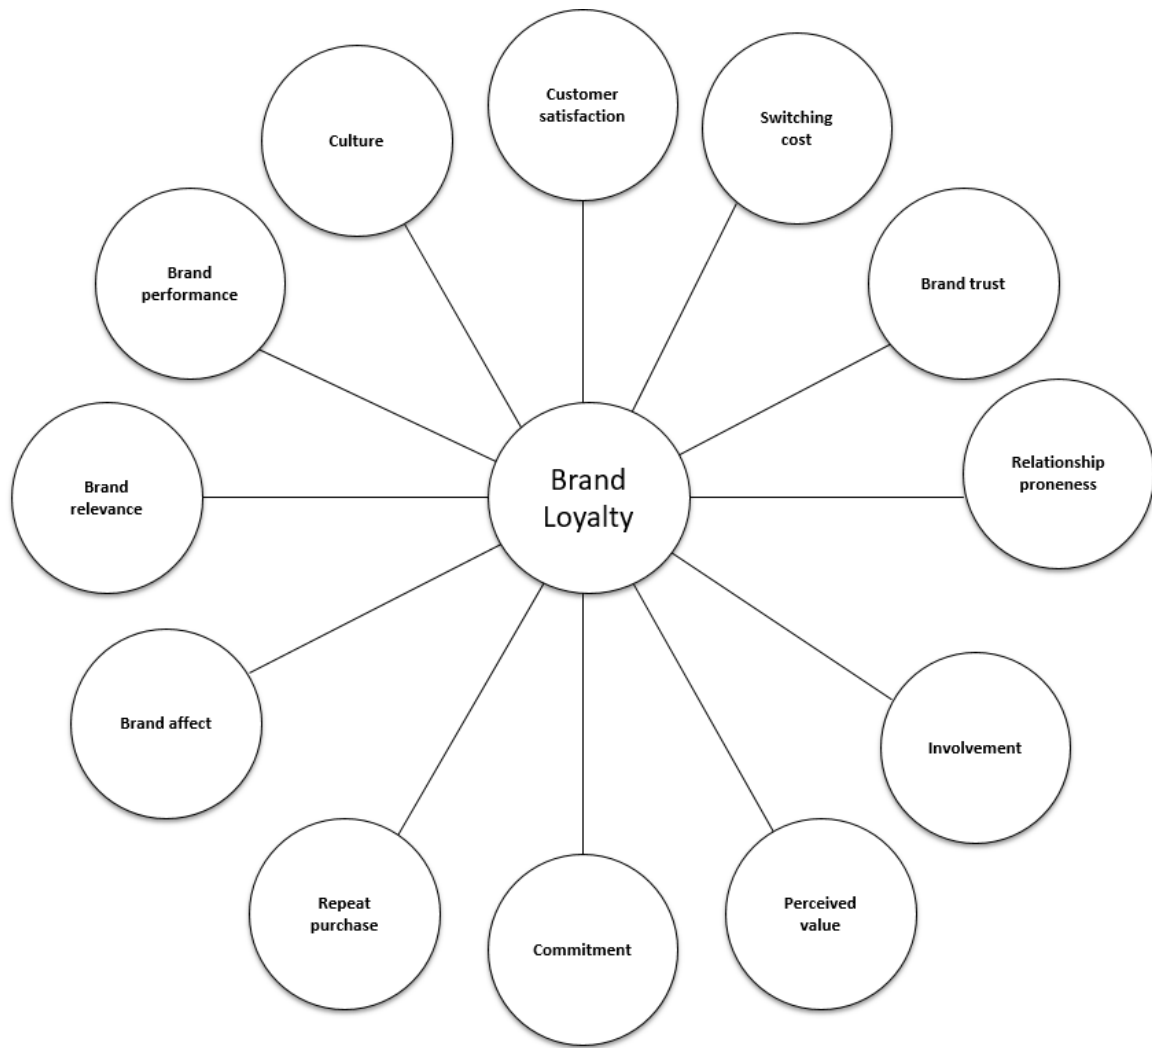 Customer
satisfaction
Switching
cost
Culture
Brand
performance
Brand trust
Relationship
proneness
Brand
relevance
Brand
Loyalty
Brand affect
Involvement
Repeat
purchase
Commitment
Perceived
value